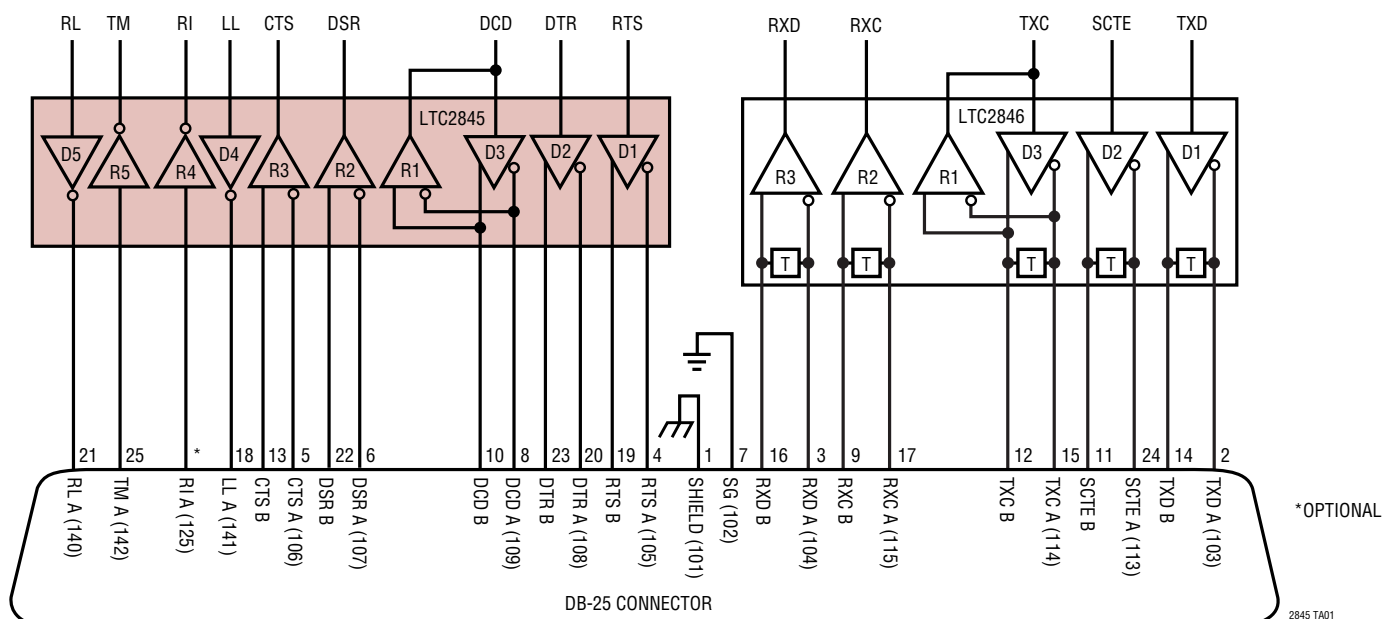 RL TM RI LL CTS DSR DCD DTR RTS RXD RXC TXC SCTE TXD
LTC2845 LTC2846
D5 R5 R4 D4 R3 R2 R1 D3 D2 D1 R3 R2 R1 D3 D2 D1
T T T T T
21 25 * 18 13 5 22 6 10 8 23 20 19 4 1 7 16 3 9 17 12 15 11 24 14 2
RL A (140)
TM A (142)
RI A (125)
LL A (141)
CTS B
CTS A (106)
DSR B
DSR A (107)
DCD B
DCD A (109)
DTR B
DTR A (108)
RTS B
RTS A (105)
SHIELD (101)
SG (102)
RXD B
RXD A (104)
RXC B
RXC A (115)
TXC B
TXC A (114)
SCTE B
SCTE A (113)
TXD B
TXD A (103)
*OPTIONAL
DB-25 CONNECTOR
2845 TA01